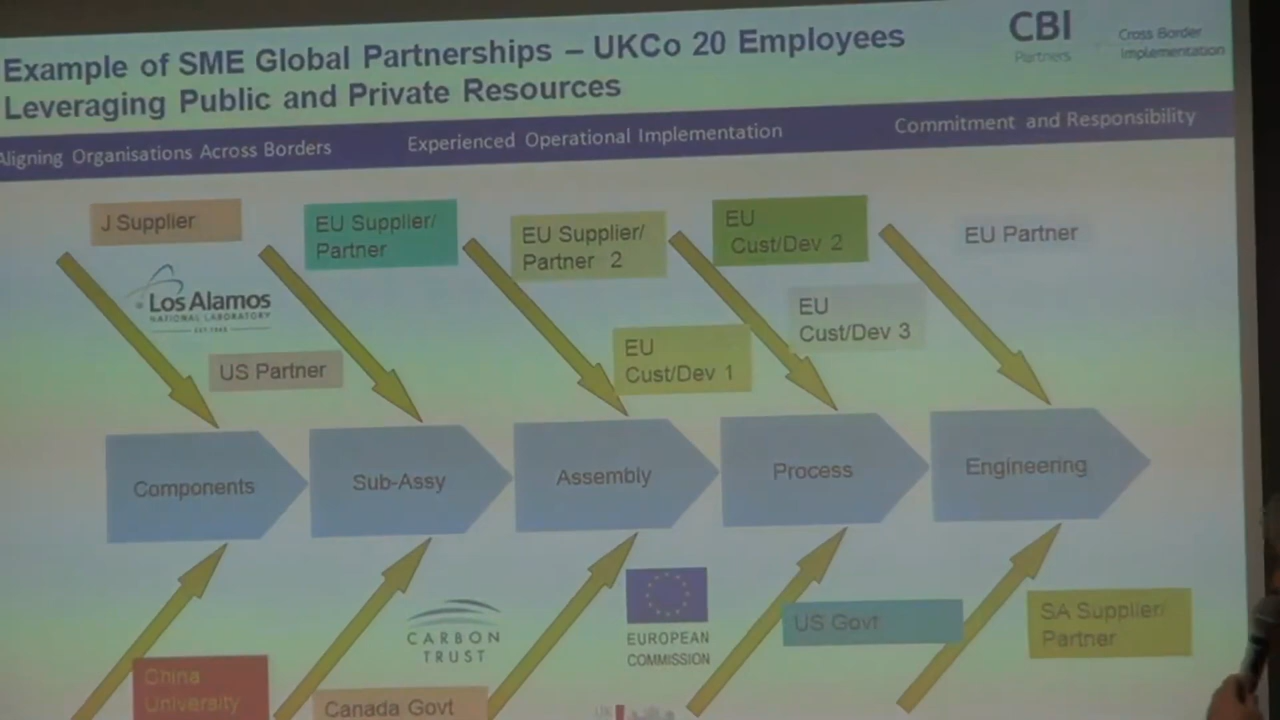 Example of SME Global Partnerships – UKCo 20 Employees
Leveraging Public and Private Resources
CBI
Partners
Cross Border
Implementation
Aligning Organisations Across Borders
Experienced Operational Implementation
Commitment and Responsibility
J Supplier
EU Supplier/
Partner
EU Supplier/
Partner 2
EU
Cust/Dev 2
EU Partner
Los Alamos
NATIONAL LABORATORY
EST. 1943
US Partner
EU
Cust/Dev 1
EU
Cust/Dev 3
Components
Sub-Assy
Assembly
Process
Engineering
CARBON
TRUST
EUROPEAN
COMMISSION
US Govt
SA Supplier/
Partner
China
University
Canada Govt
UK